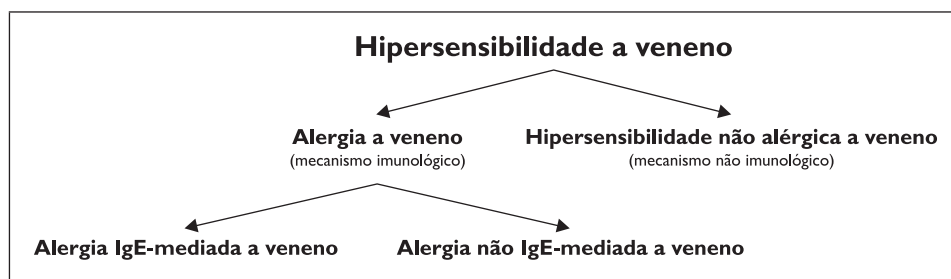 Hipersensibilidade a veneno
Alergia a veneno
(mecanismo imunológico)
Hipersensibilidade não alérgica a veneno
(mecanismo não imunológico)
Alergia IgE-mediada a veneno
Alergia não IgE-mediada a veneno